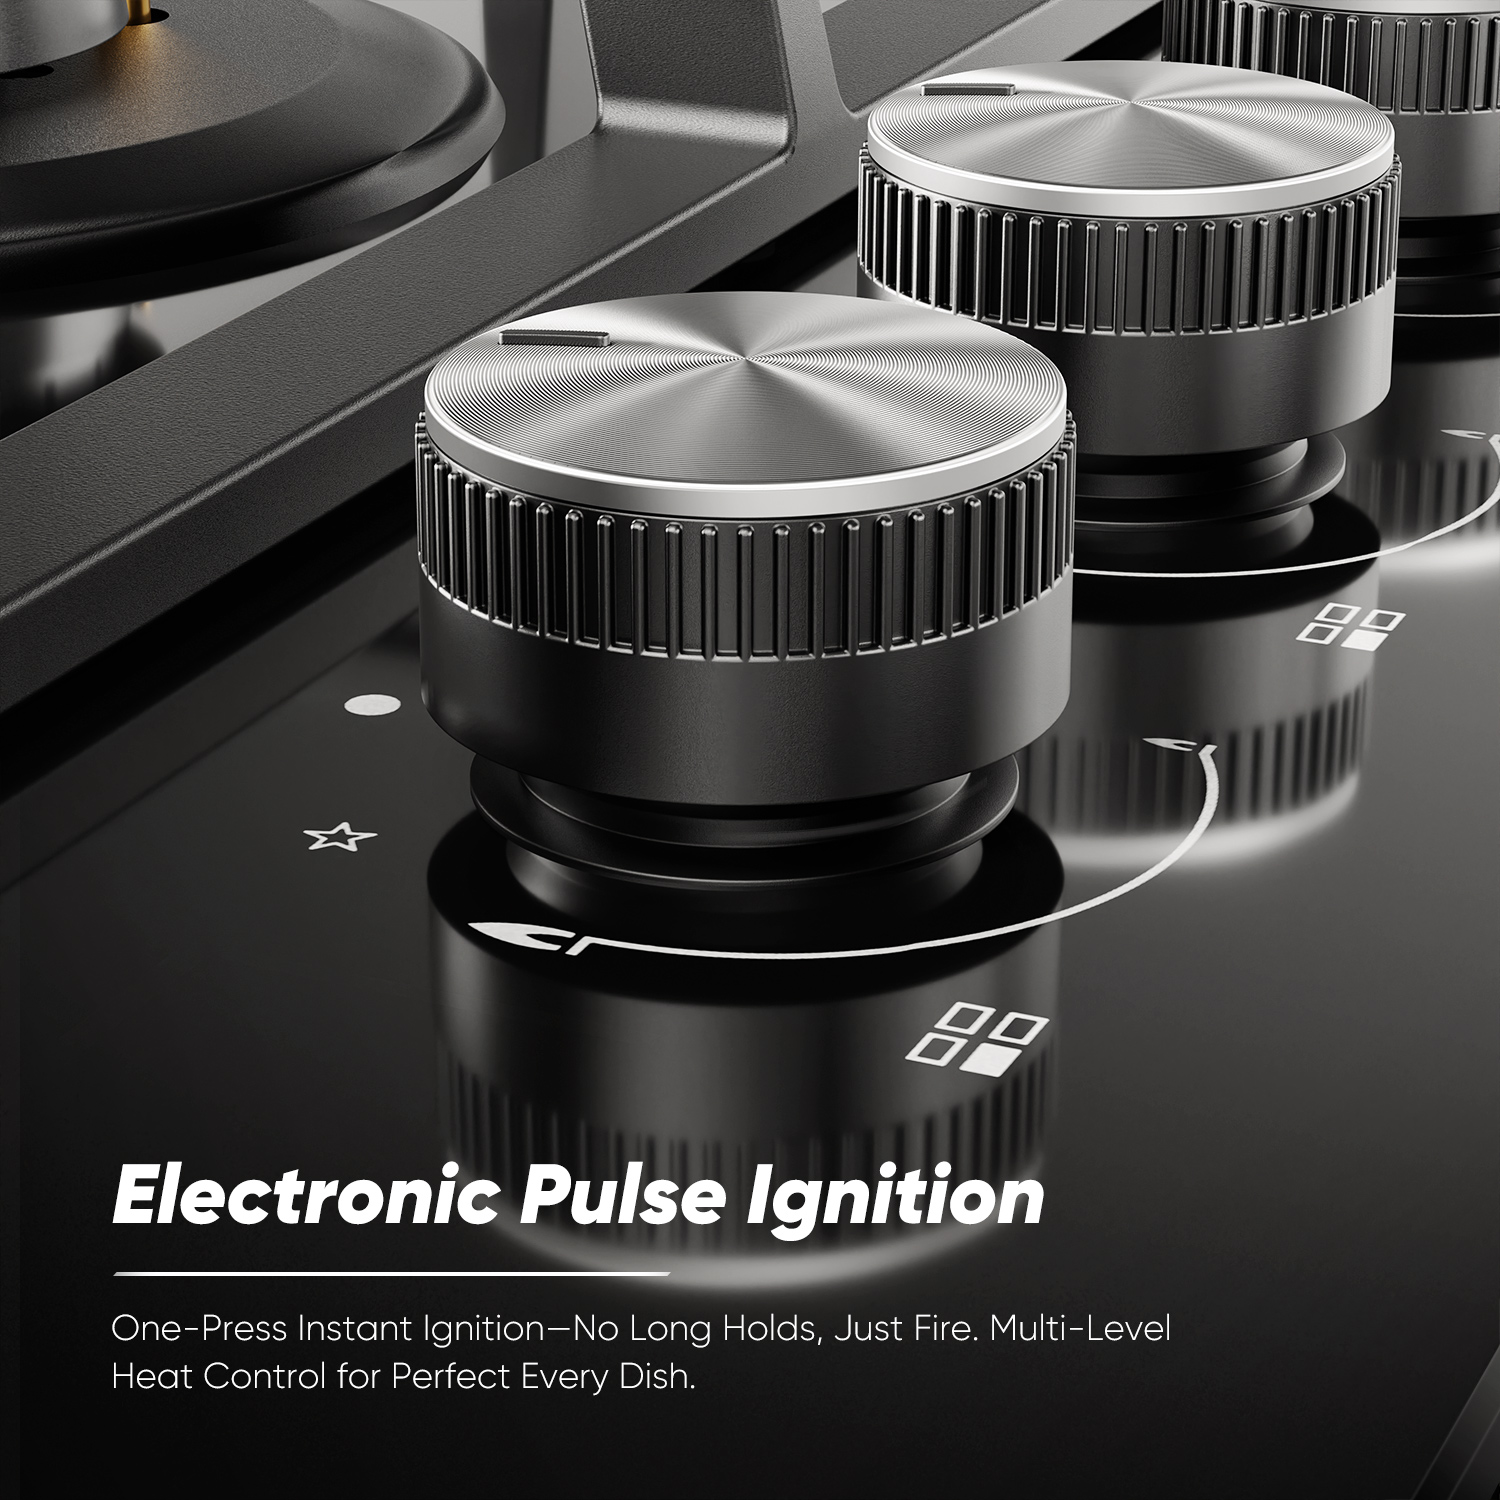 Electronic Pulse Ignition
One-Press Instant Ignition—No Long Holds, Just Fire. Multi-Level
Heat Control for Perfect Every Dish.